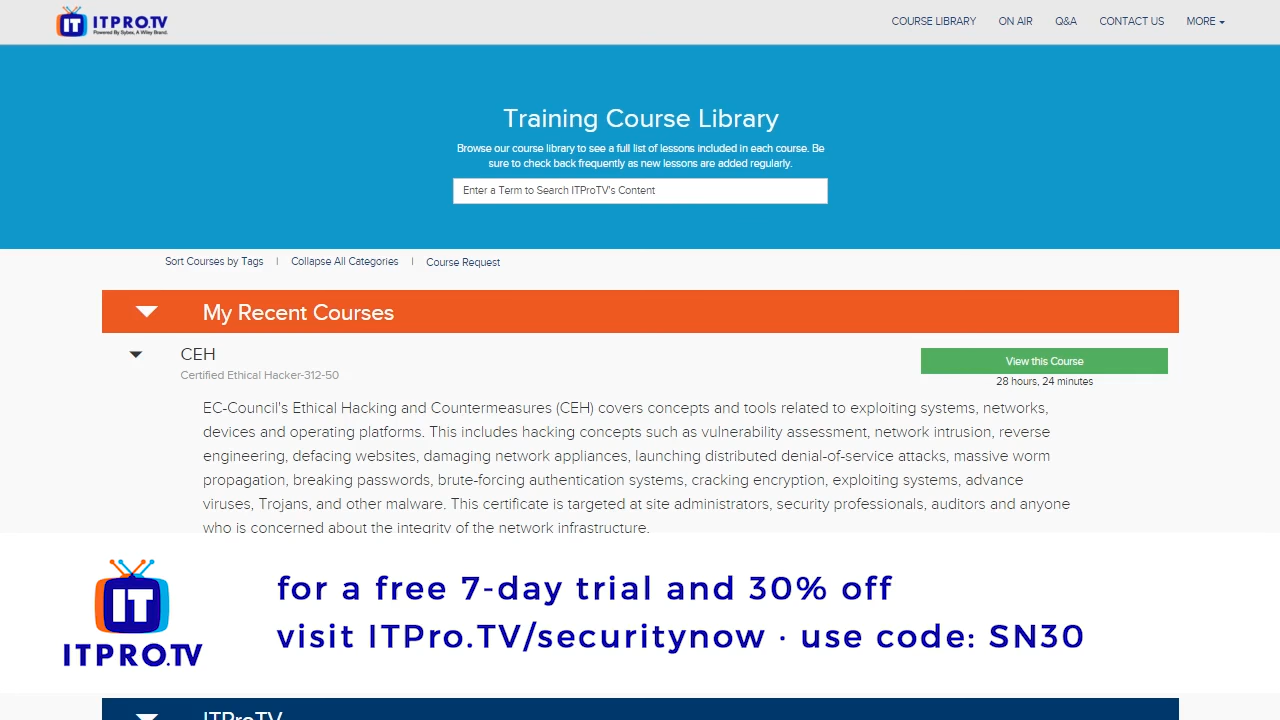 IT ITPRO.TV
Powered By Sybex, A Wiley Brand.
COURSE LIBRARY ON AIR Q&A CONTACT US MORE
Training Course Library
Browse our course library to see a full list of lessons included in each course. Be
sure to check back frequently as new lessons are added regularly.
Enter a Term to Search ITProTV's Content
Sort Courses by Tags | Collapse All Categories | Course Request
My Recent Courses
CEH
Certified Ethical Hacker-312-50
View this Course
28 hours, 24 minutes
EC-Council's Ethical Hacking and Countermeasures (CEH) covers concepts and tools related to exploiting systems, networks,
devices and operating platforms. This includes hacking concepts such as vulnerability assessment, network intrusion, reverse
engineering, defacing websites, damaging network appliances, launching distributed denial-of-service attacks, massive worm
propagation, breaking passwords, brute-forcing authentication systems, cracking encryption, exploiting systems, advance
viruses, Trojans, and other malware. This certificate is targeted at site administrators, security professionals, auditors and anyone
who is concerned about the integrity of the network infrastructure.
IT
ITPRO.TV
for a free 7-day trial and 30% off
visit ITPro.TV/securitynow · use code: SN30
ITProTV